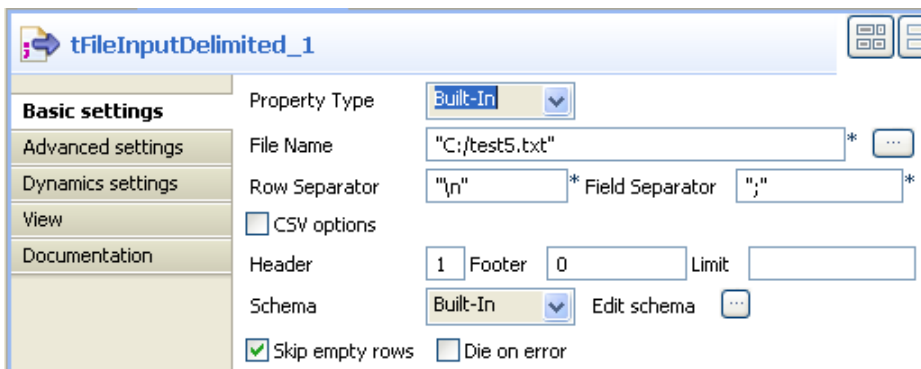 tFileInputDelimited_1
Basic settings
Advanced settings
Dynamics settings
View
Documentation
Property Type Built-In
File Name "C:/test5.txt" * ...
Row Separator "\n" * Field Separator ";" *
CSV options
Header 1 Footer 0 Limit
Schema Built-In Edit schema ...
Skip empty rows Die on error